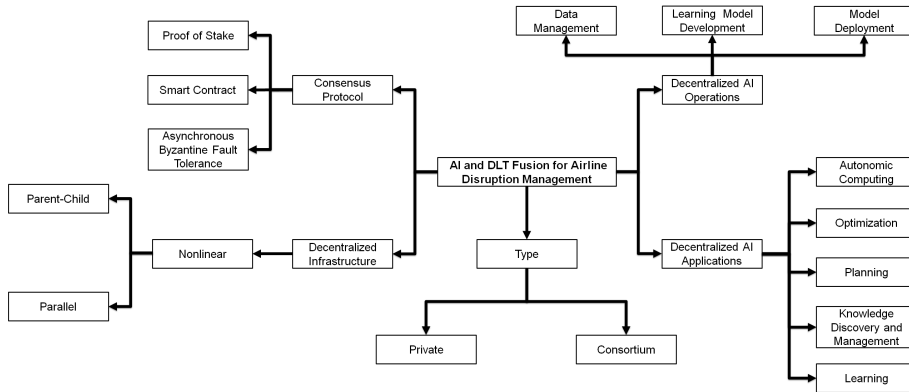 Data
Management
Learning Model
Development
Model
Deployment
Proof of Stake
Smart Contract
Consensus
Protocol
Decentralized AI
Operations
Asynchronous
Byzantine Fault
Tolerance
AI and DLT Fusion for Airline
Disruption Management
Autonomic
Computing
Parent-Child
Optimization
Nonlinear
Decentralized
Infrastructure
Type
Decentralized AI
Applications
Planning
Parallel
Knowledge
Discovery and
Management
Private
Consortium
Learning